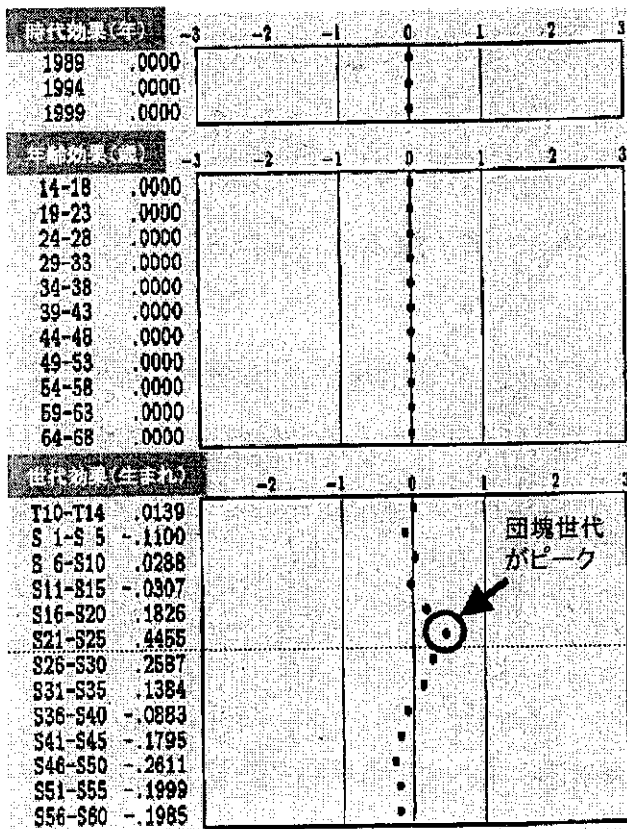 時代効果(年) -3 -2 -1 0 1 2 3
1989 .0000
1994 .0000
1999 .0000
年齢効果(歳) -3 -2 -1 0 1 2 3
14-18 .0000
19-23 .0000
24-28 .0000
29-33 .0000
34-38 .0000
39-43 .0000
44-48 .0000
49-53 .0000
54-58 .0000
59-63 .0000
64-68 .0000
世代効果(生まれ) -2 -1 0 1 2 3
T10-T14 .0139
S 1-S 5 -.1100
S 6-S10 .0288
S11-S15 -.0307
S16-S20 .1826
S21-S25 .4455
S26-S30 .2587
S31-S35 .1384
S36-S40 -.0883
S41-S45 -.1795
S46-S50 -.2611
S51-S55 -.1999
S56-S60 -.1985
団塊世代
がピーク